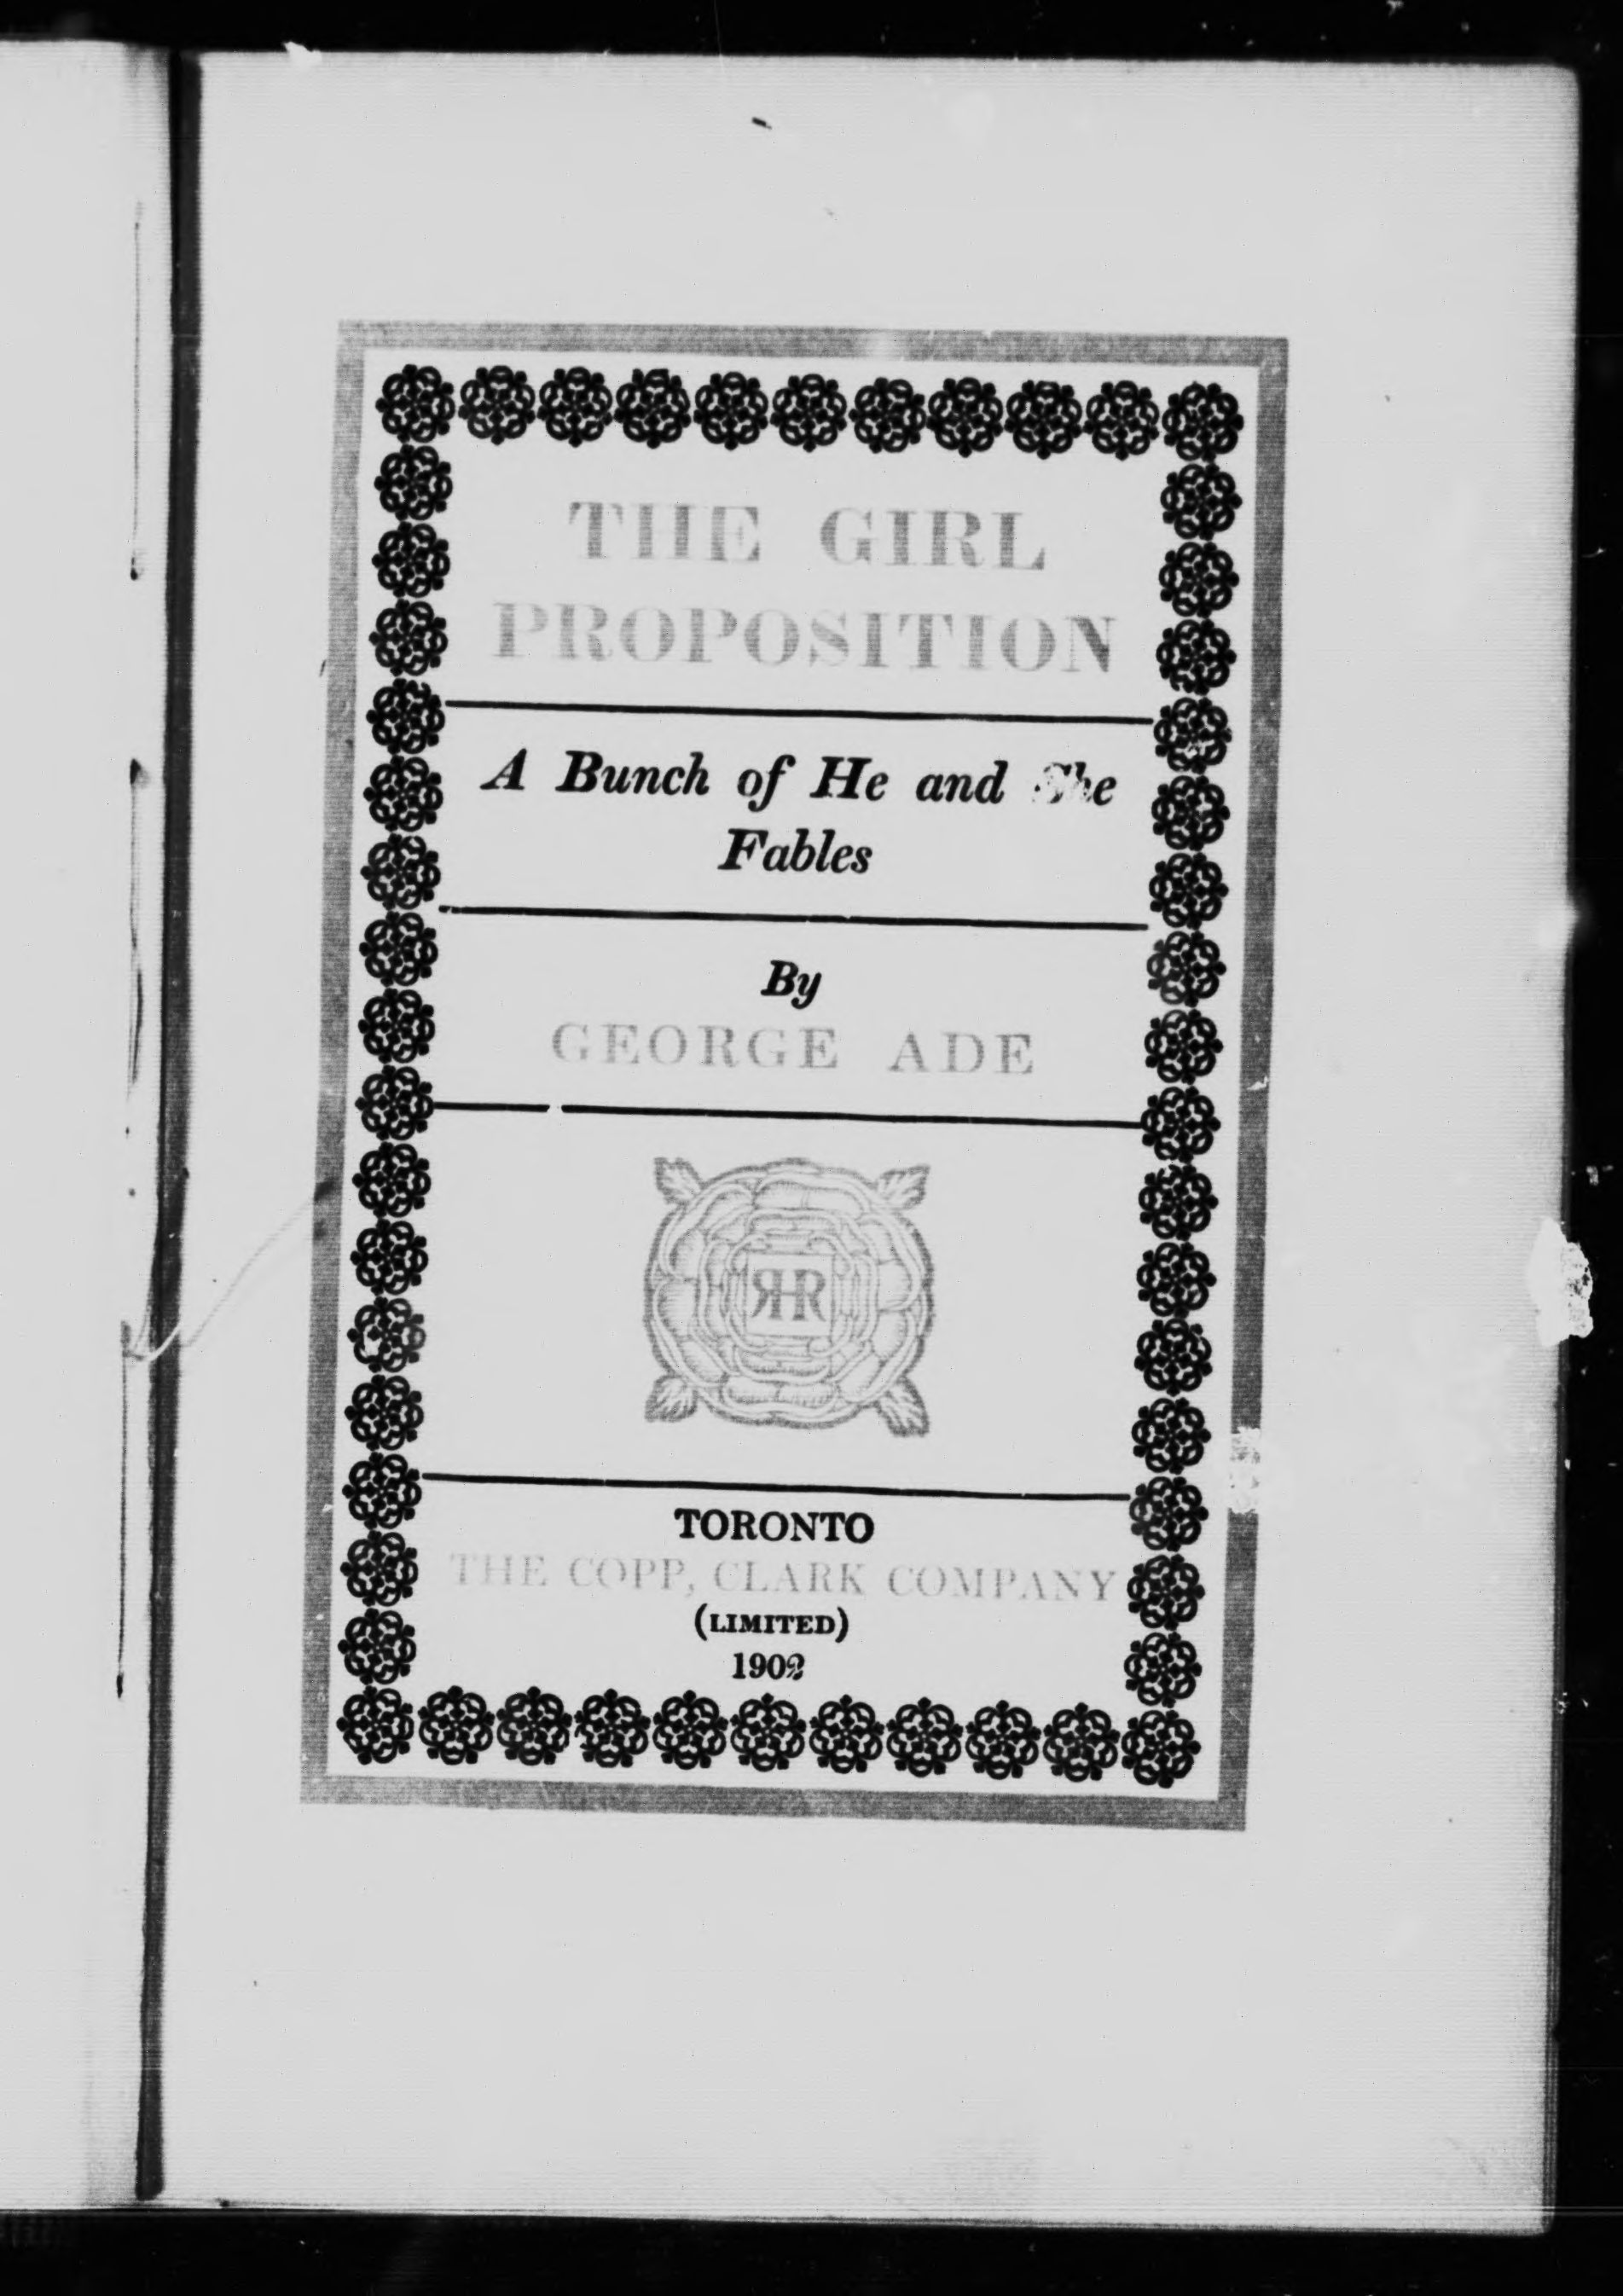 THE GIRL
PROPOSITION
A Bunch of He and She
Fables
By
GEORGE ADE
RHR
TORONTO
THE COPP, CLARK COMPANY
(LIMITED)
1902